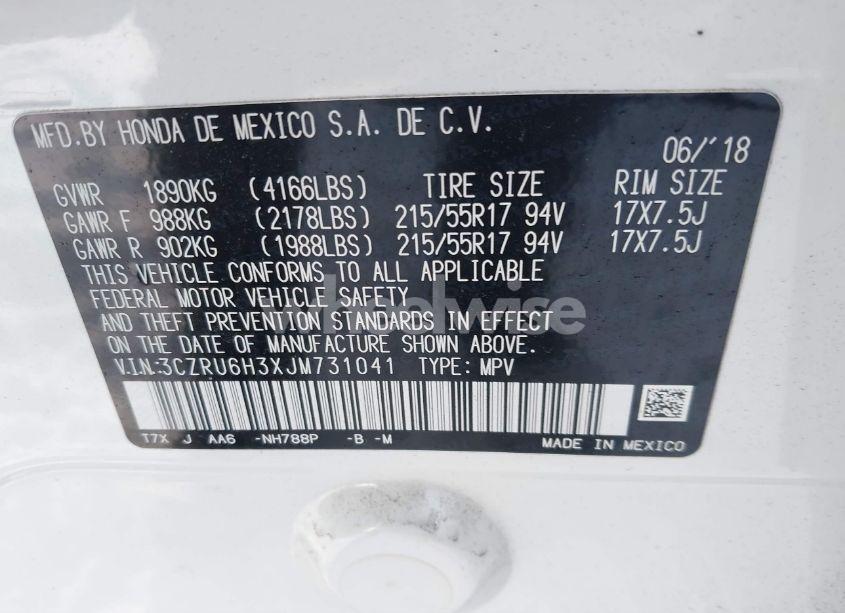 MFD.BY HONDA DE MEXICO S.A. DE C.V.
06/'18
GVWR 1890KG (4166LBS) TIRE SIZE RIM SIZE
GAWR F 988KG (2178LBS) 215/55R17 94V 17X7.5J
GAWR R 902KG (1988LBS) 215/55R17 94V 17X7.5J
THIS VEHICLE CONFORMS TO ALL APPLICABLE
FEDERAL MOTOR VEHICLE SAFETY
AND THEFT PREVENTION STANDARDS IN EFFECT
ON THE DATE OF MANUFACTURE SHOWN ABOVE.
V.I.N:3CZRU6H3XJM731041 TYPE: MPV
T7X J AA6 -NH788P -B -M MADE IN MEXICO
wheelwise